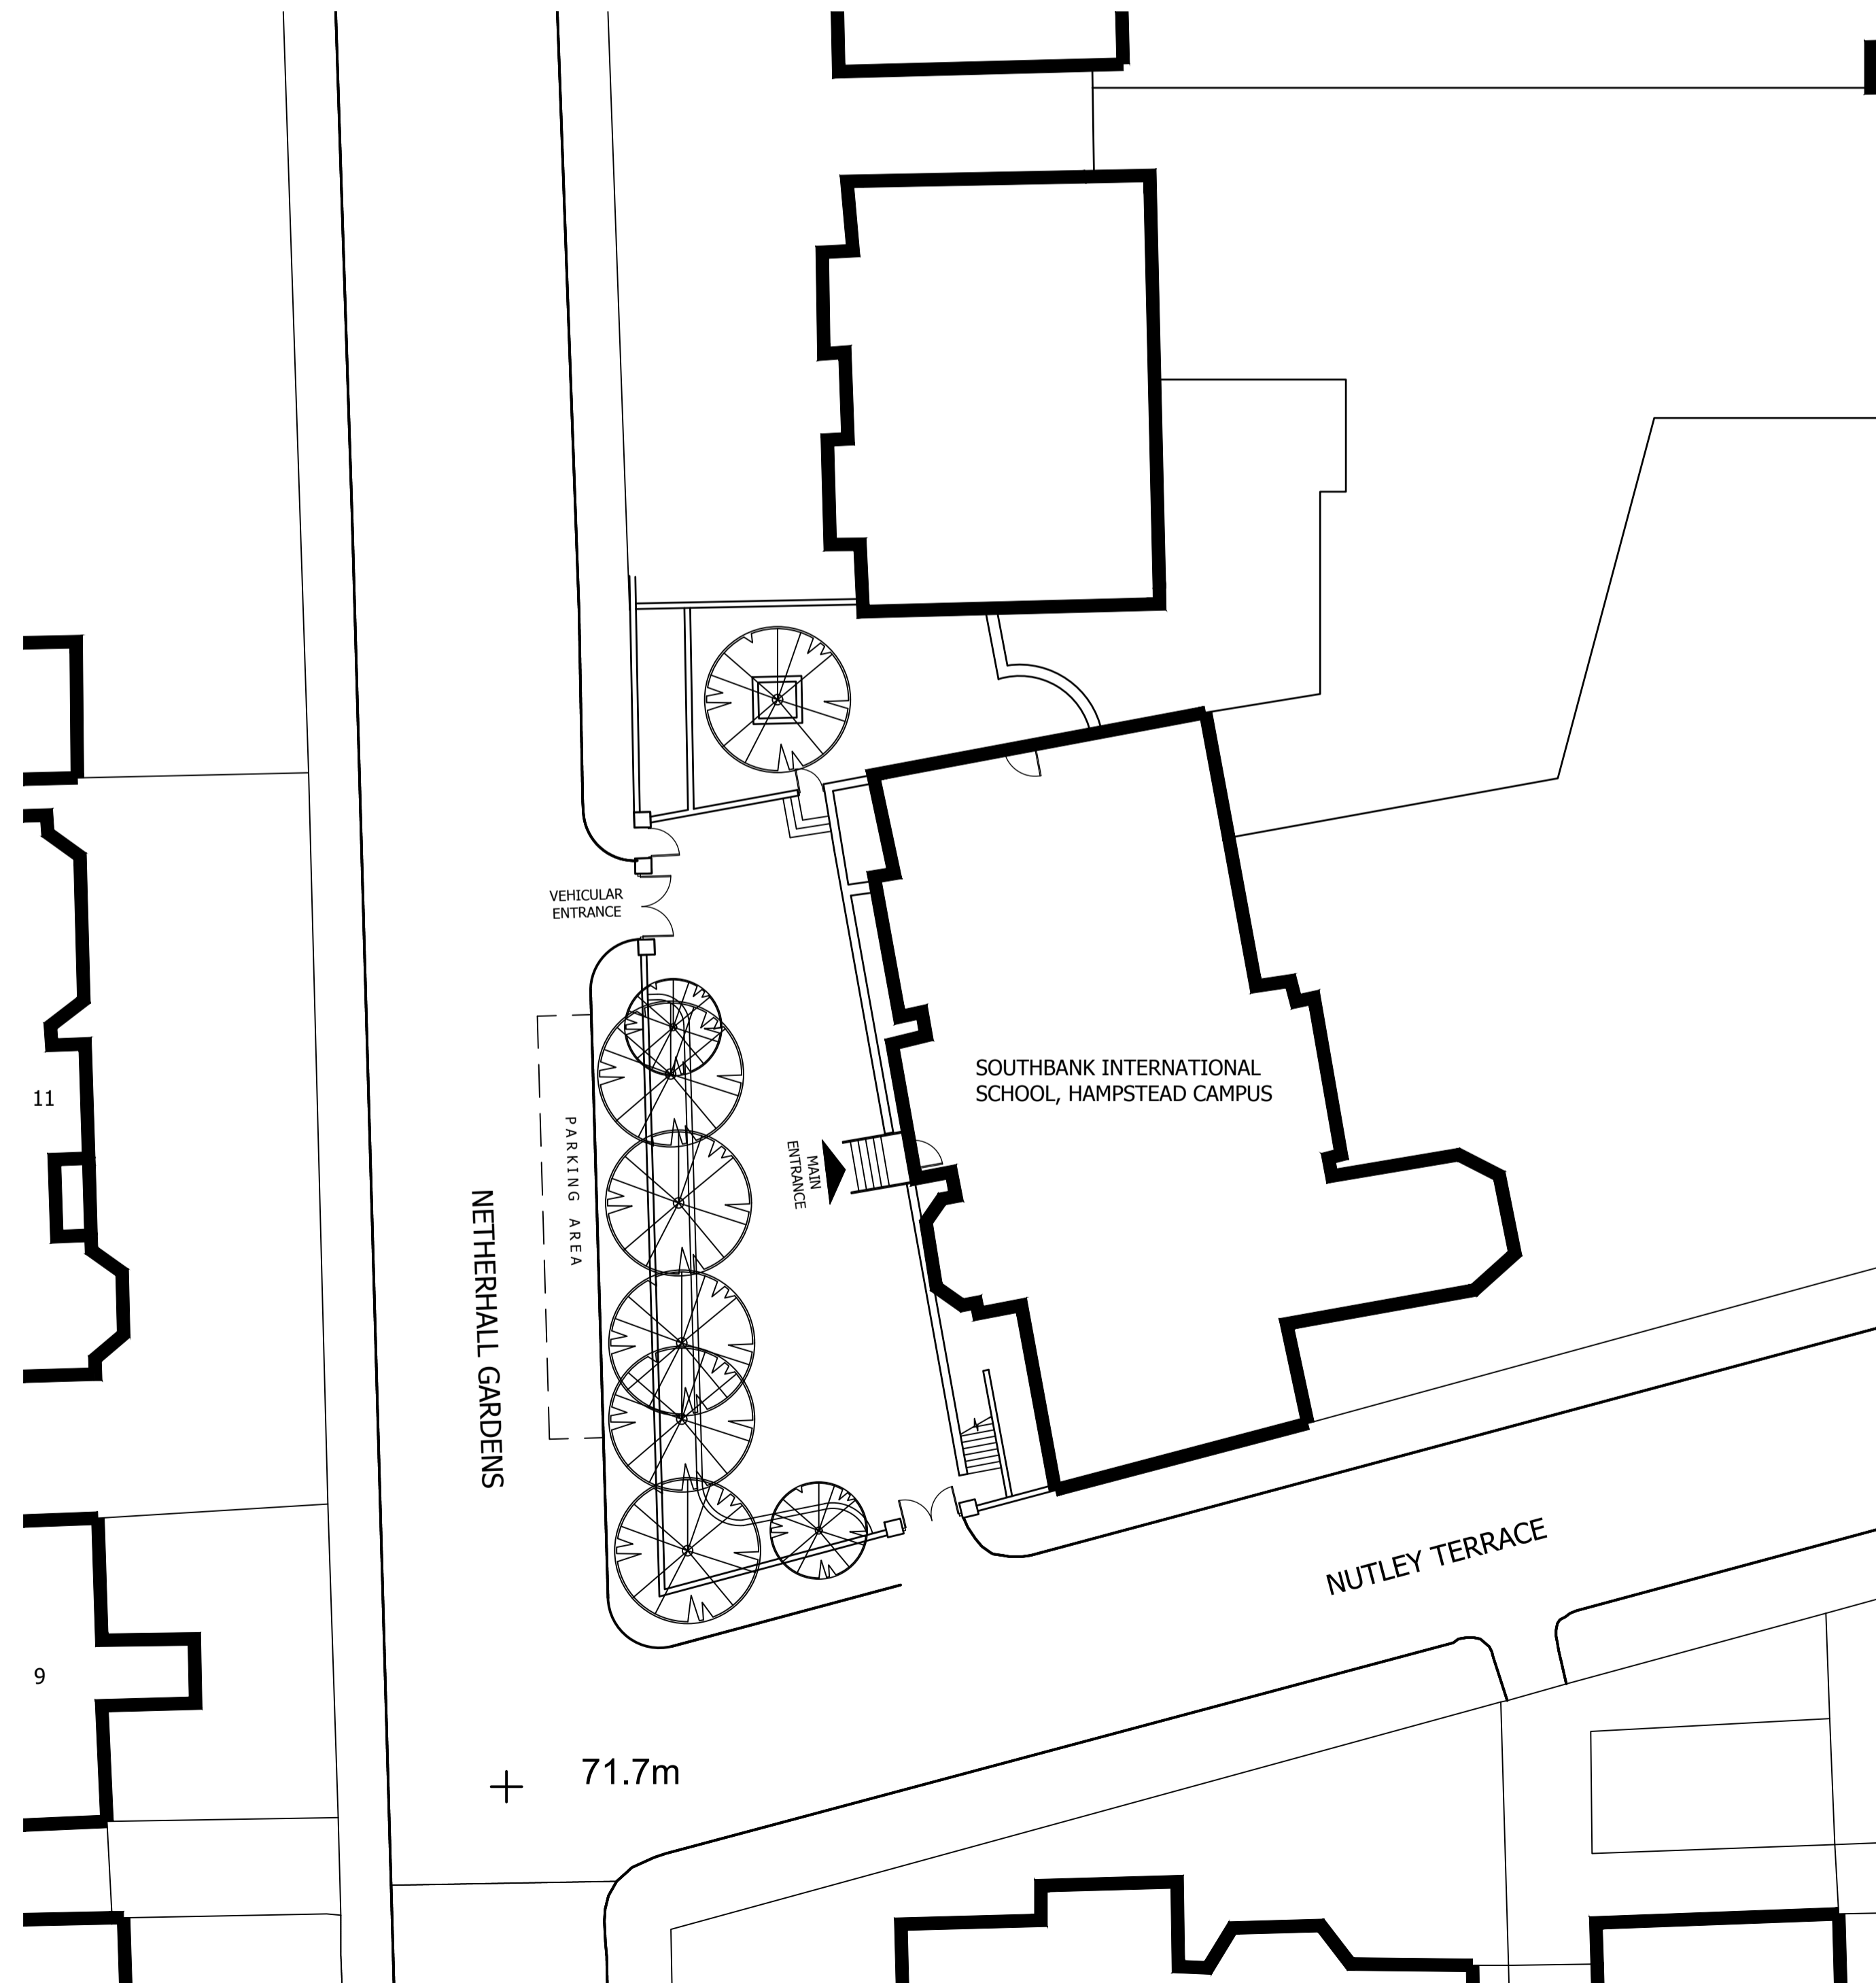 VEHICULAR
ENTRANCE
SOUTHBANK INTERNATIONAL
SCHOOL, HAMPSTEAD CAMPUS
11
PARKING AREA
MAIN
ENTRANCE
NETHERHALL GARDENS
NUTLEY TERRACE
9
71.7m